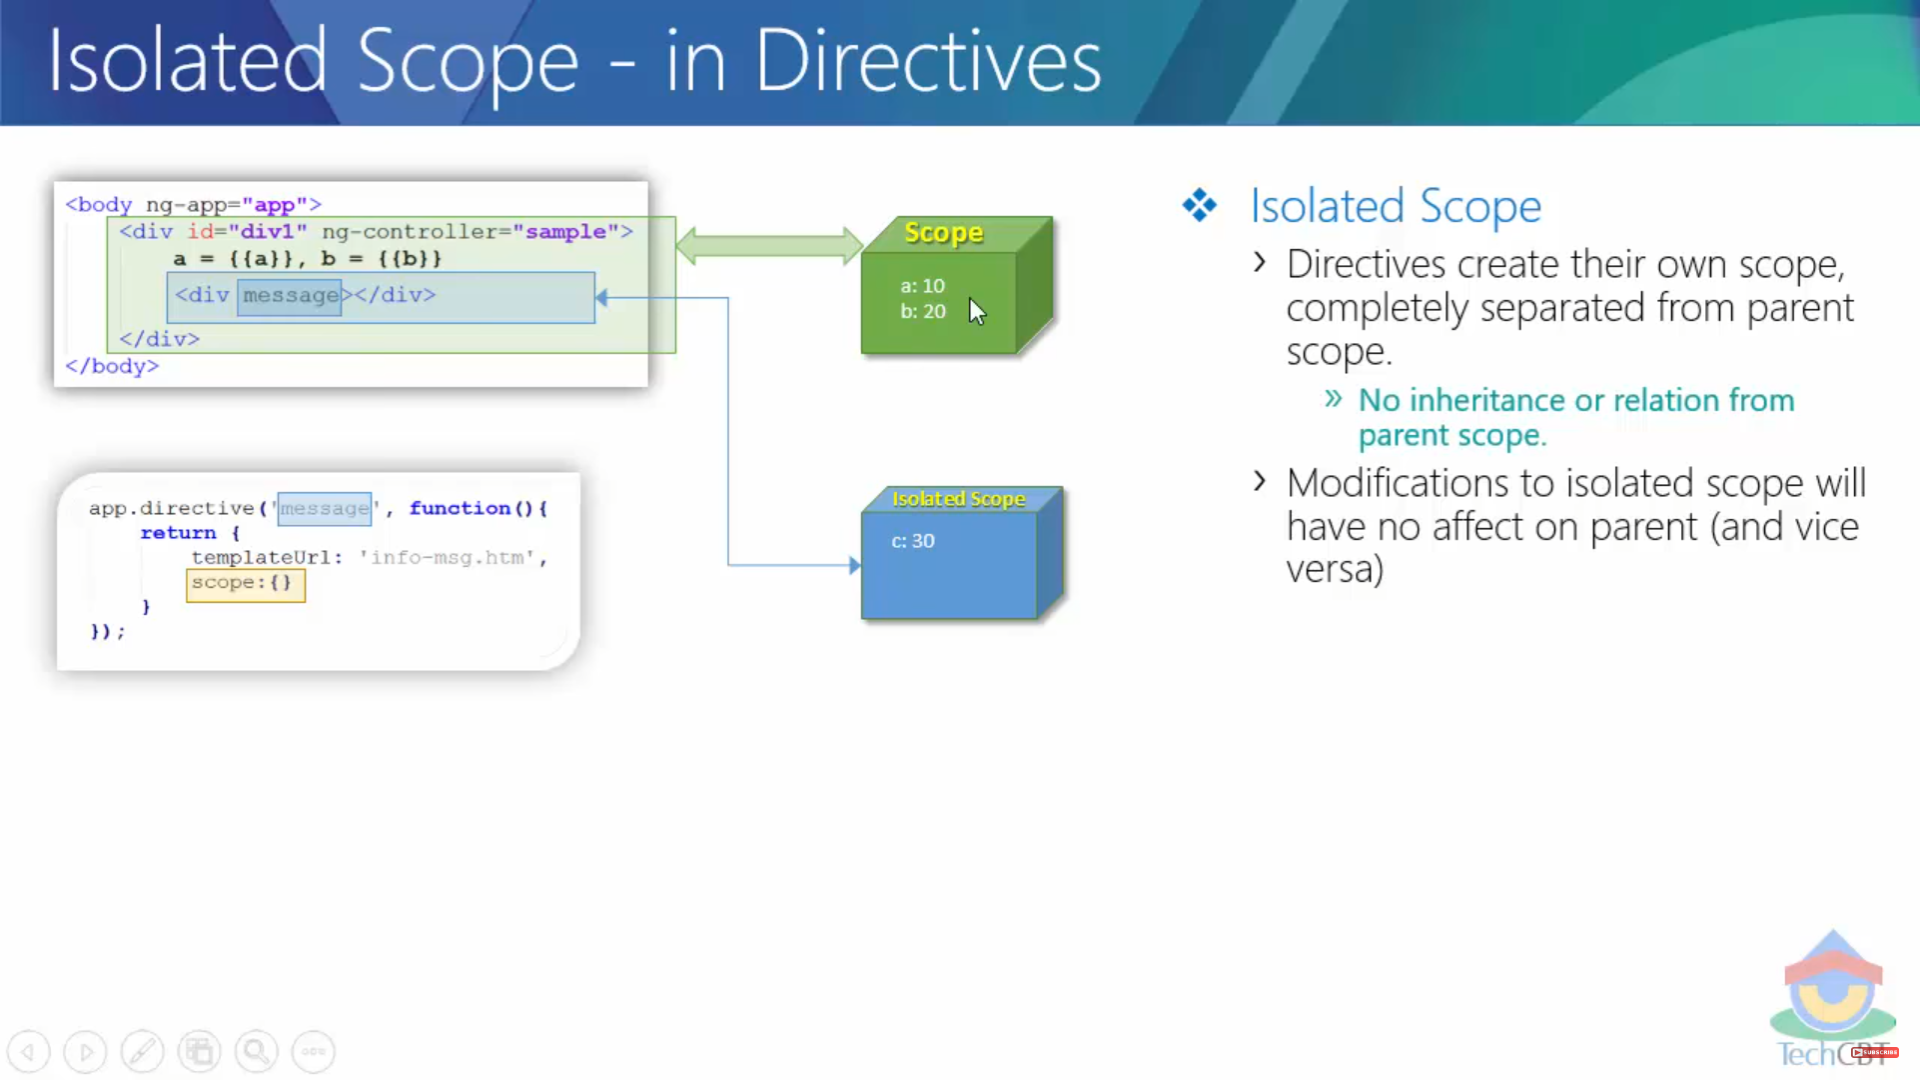 Isolated Scope - in Directives
<body ng-app="app">
<div id="div1" ng-controller="sample">
a = {{a}}, b = {{b}}
<div message></div>
</div>
</body>
Scope
a: 10
b: 20
app.directive('message', function(){
return {
templateUrl: 'info-msg.htm',
scope:{}
}
});
Isolated Scope
c: 30
Isolated Scope
Directives create their own scope,
completely separated from parent
scope.
No inheritance or relation from
parent scope.
Modifications to isolated scope will
have no affect on parent (and vice
versa)
TechCBT
SUBSCRIBE